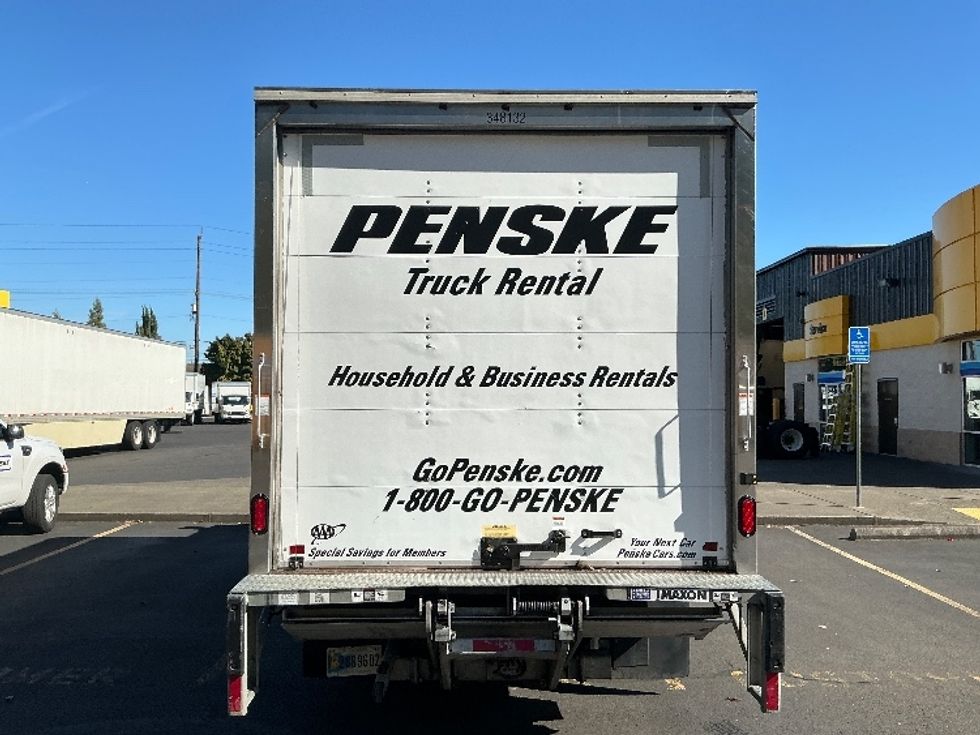 348132
PENSKE
Truck Rental
Household & Business Rentals
GoPenske.com
1-800-GO-PENSKE
AAA
Special Savings for Members
Your Next Car
PenskeCars.com
MAXON
Service